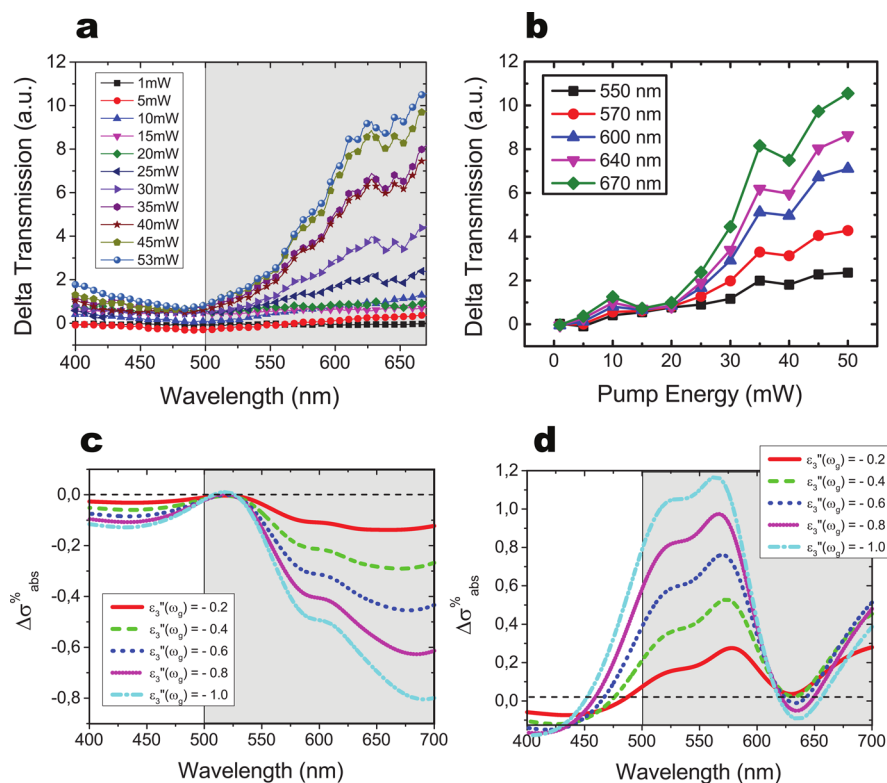 a
Delta Transmission (a.u.)
12
10
8
6
4
2
0
1mW
5mW
10mW
15mW
20mW
25mW
30mW
35mW
40mW
45mW
53mW
400 450 500 550 600 650
Wavelength (nm)
b
Delta Transmission (a.u.)
12
10
8
6
4
2
0
550 nm
570 nm
600 nm
640 nm
670 nm
0 10 20 30 40 50
Pump Energy (mW)
c
Δσ%abs
0,0
-0,2
-0,4
-0,6
-0,8
ε3''(ωg) = - 0.2
ε3''(ωg) = - 0.4
ε3''(ωg) = - 0.6
ε3''(ωg) = - 0.8
ε3''(ωg) = - 1.0
400 450 500 550 600 650 700
Wavelength (nm)
d
Δσ%abs
1,2
1,0
0,8
0,6
0,4
0,2
0,0
ε3''(ωg) = - 0.2
ε3''(ωg) = - 0.4
ε3''(ωg) = - 0.6
ε3''(ωg) = - 0.8
ε3''(ωg) = - 1.0
400 450 500 550 600 650 700
Wavelength (nm)